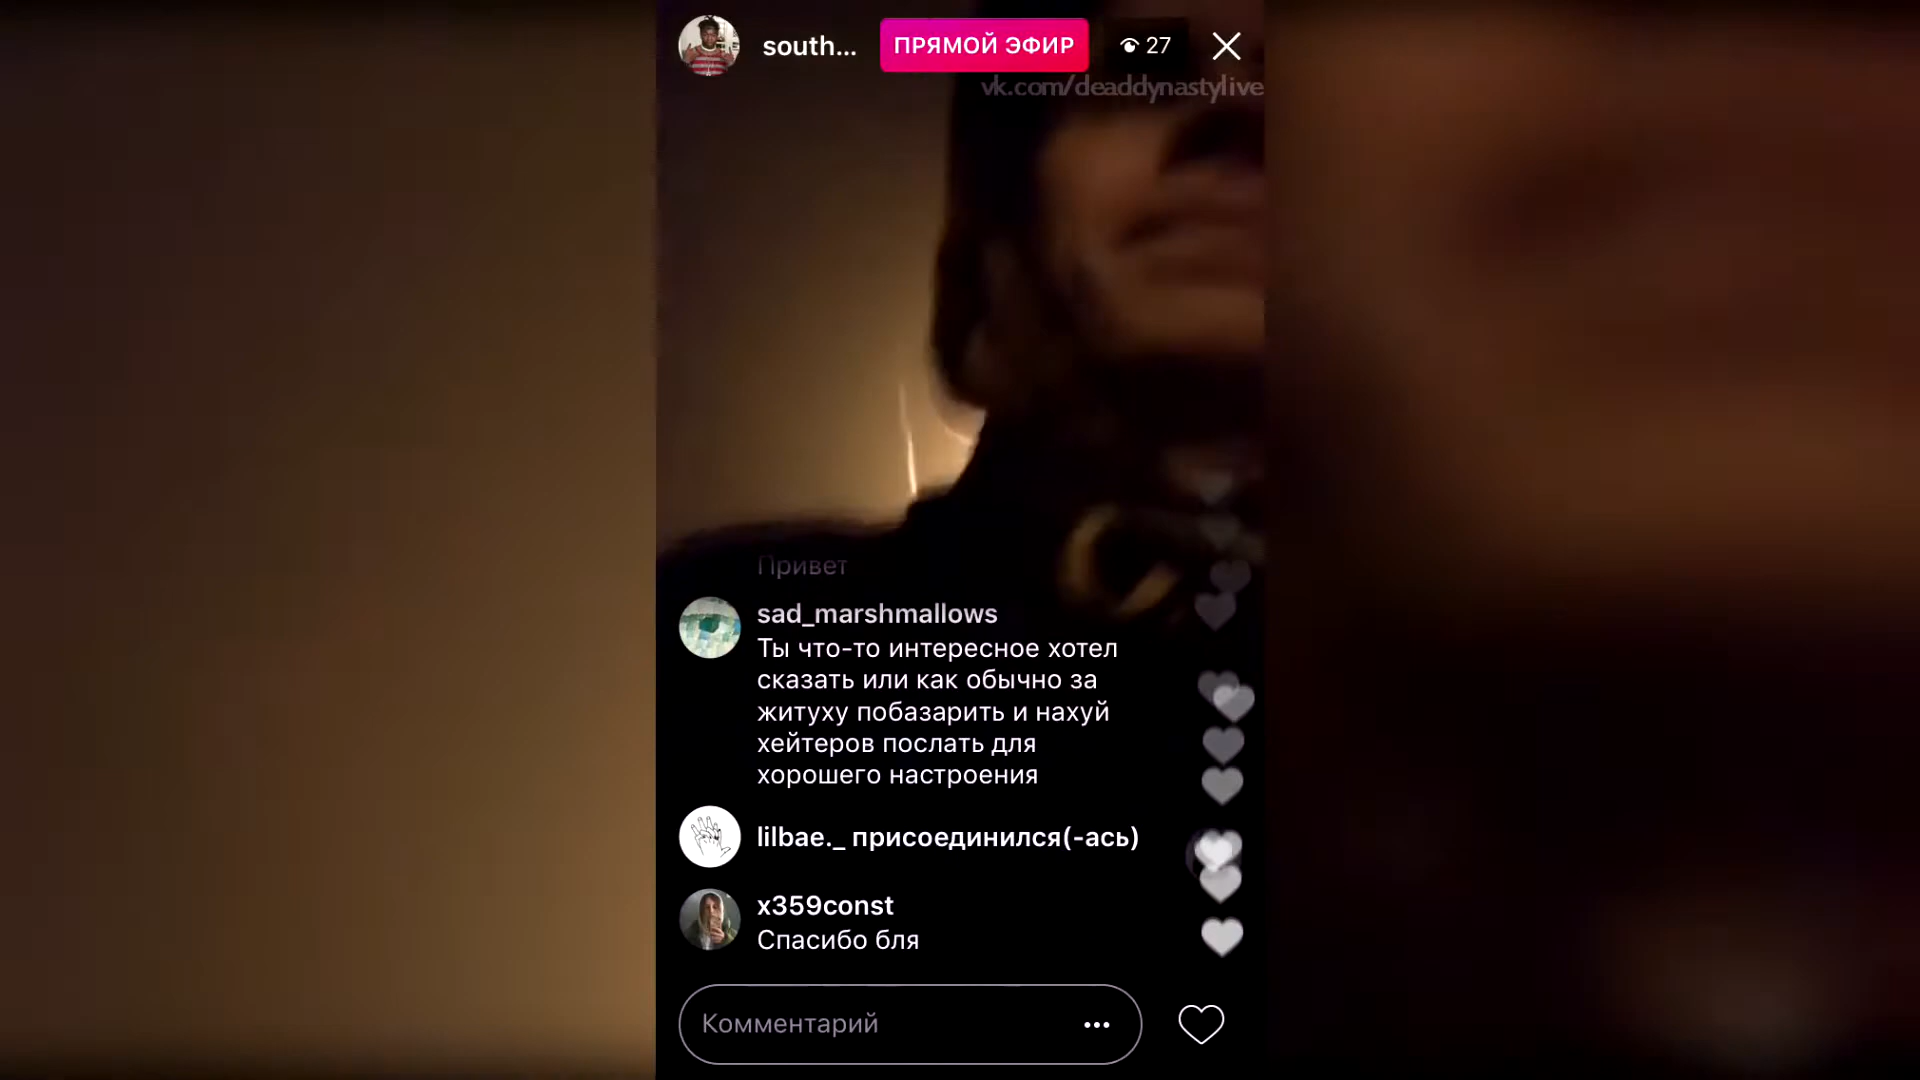 south...
ПРЯМОЙ ЭФИР
27
vk.com/deaddynastylive
Привет
sad_marshmallows
Ты что-то интересное хотел
сказать или как обычно за
житуху побазарить и нахуй
хейтеров послать для
хорошего настроения
lilbae._ присоединился(-ась)
x359const
Спасибо бля
Комментарий